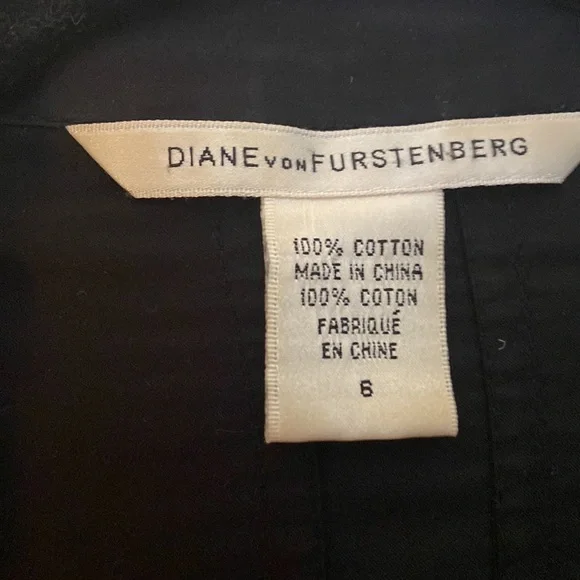 DIANE VON FURSTENBERG
100% COTTON
MADE IN CHINA
100% COTON
FABRIQUÉ
EN CHINE
6